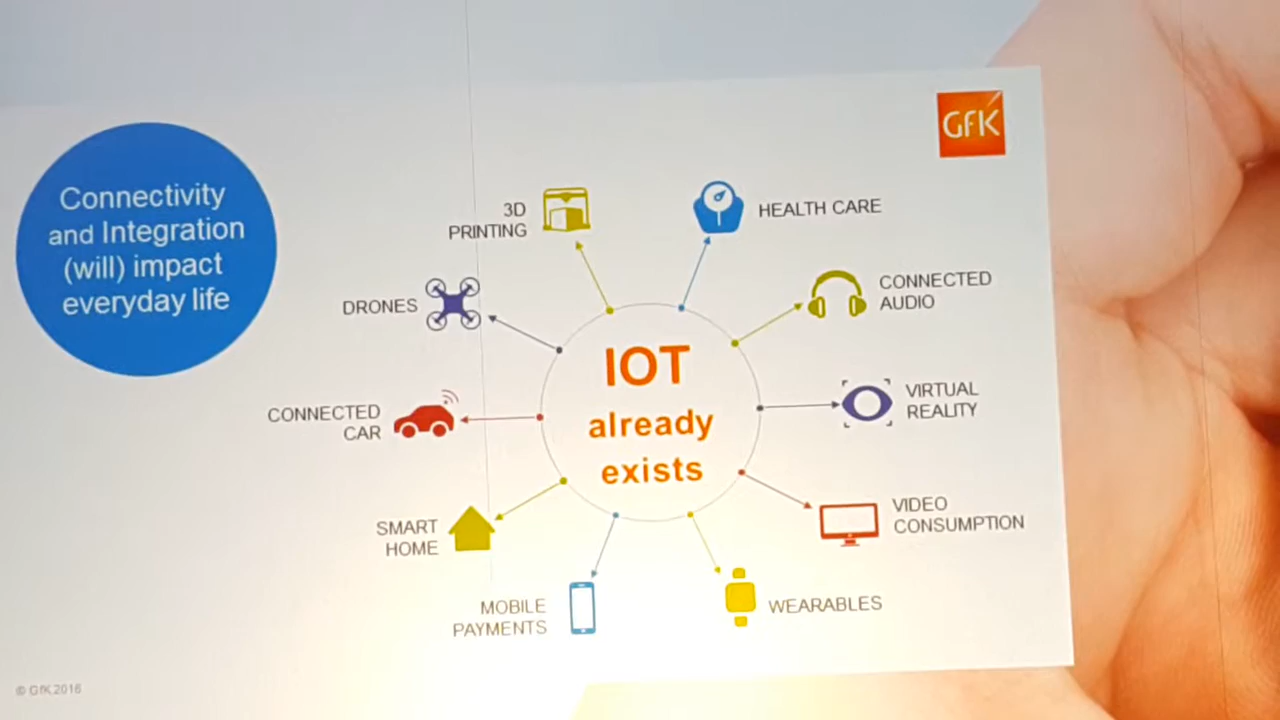 GfK
Connectivity
and Integration
(will) impact
everyday life
3D
PRINTING
HEALTH CARE
DRONES
CONNECTED
AUDIO
IOT
already
exists
CONNECTED
CAR
VIRTUAL
REALITY
SMART
HOME
VIDEO
CONSUMPTION
MOBILE
PAYMENTS
WEARABLES
© GfK 2016